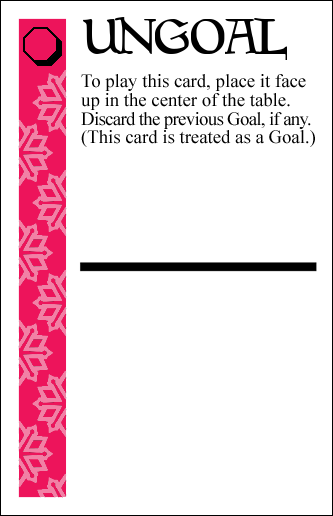 UNGOAL
To play this card, place it face
up in the center of the table.
Discard the previous Goal, if any.
(This card is treated as a Goal.)